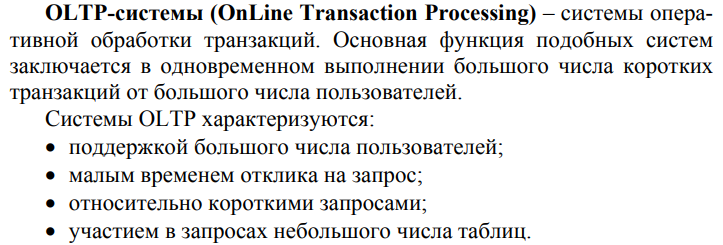 OLTP-системы (OnLine Transaction Processing) – системы опера-
тивной обработки транзакций. Основная функция подобных систем
заключается в одновременном выполнении большого числа коротких
транзакций от большого числа пользователей.
Системы OLTP характеризуются:
• поддержкой большого числа пользователей;
• малым временем отклика на запрос;
• относительно короткими запросами;
• участием в запросах небольшого числа таблиц.